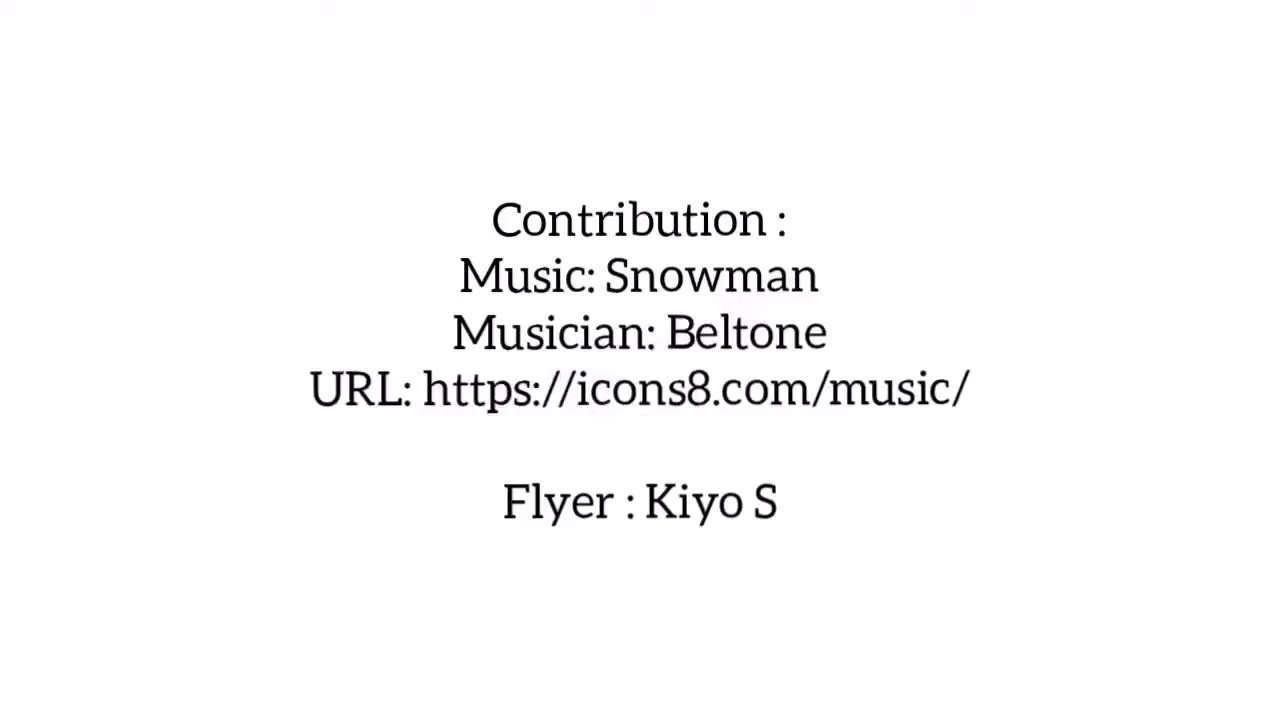 Contribution :
Music: Snowman
Musician: Beltone
URL: https://icons8.com/music/
Flyer : Kiyo S